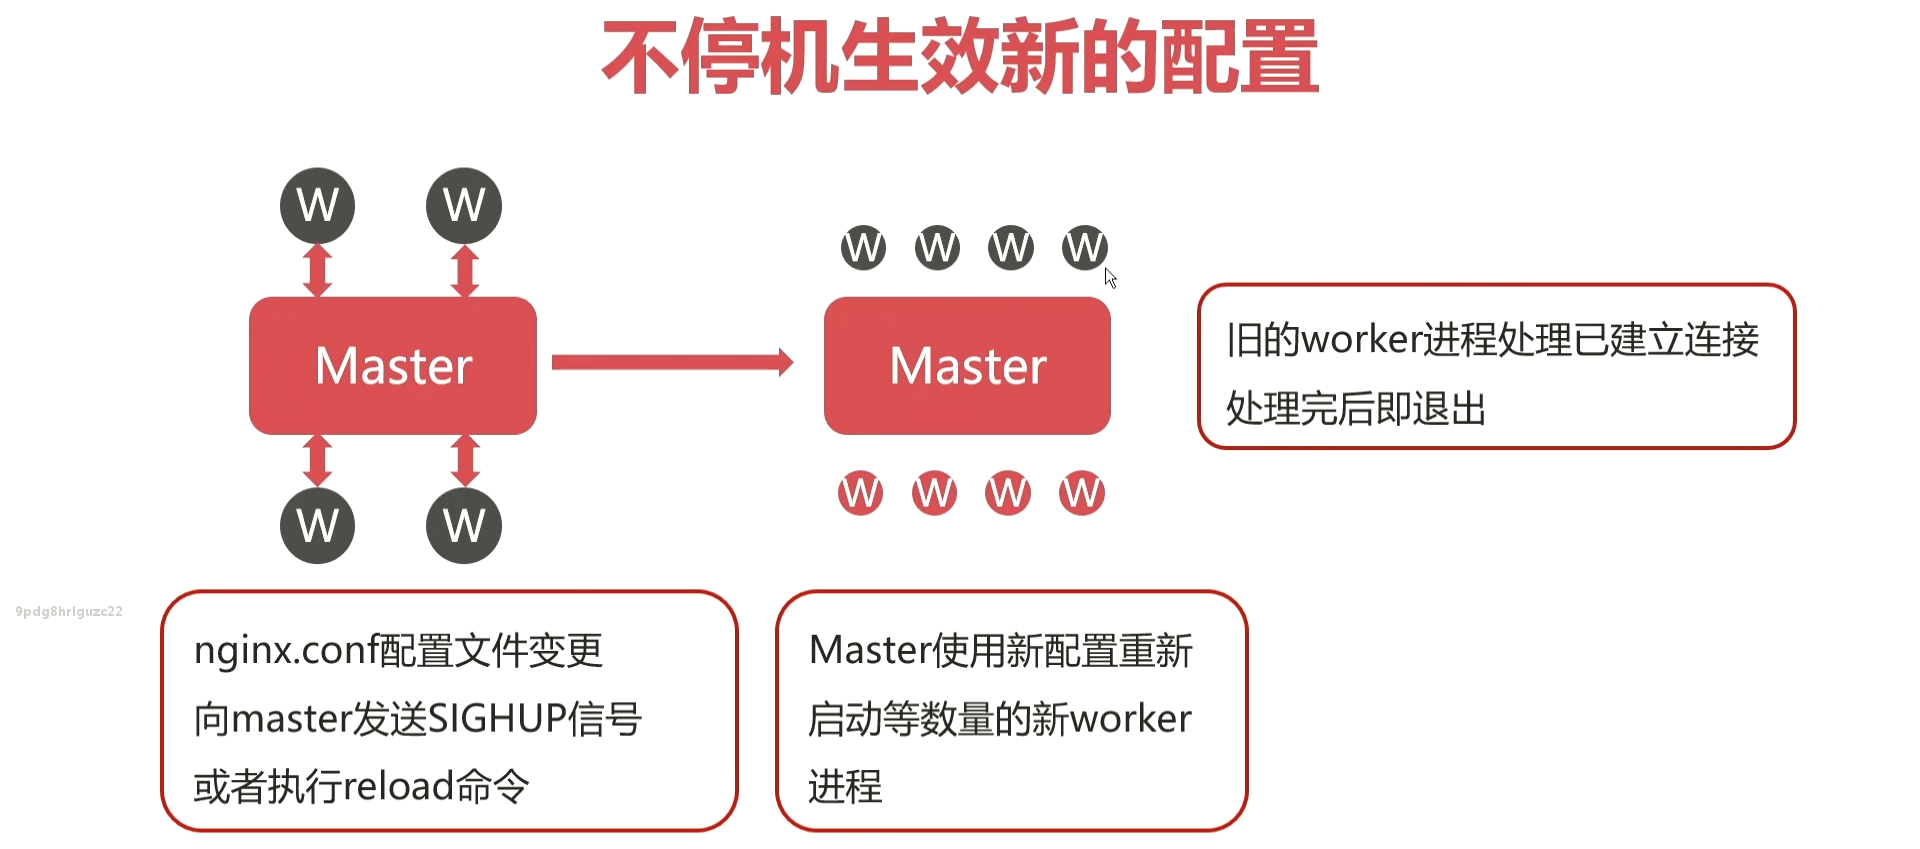 不停机生效新的配置
W W
Master
W W
W W W W
Master
W W W W
旧的worker进程处理已建立连接
处理完后即退出
9pdg8hrlguzc22
nginx.conf配置文件变更
向master发送SIGHUP信号
或者执行reload命令
Master使用新配置重新
启动等数量的新worker
进程